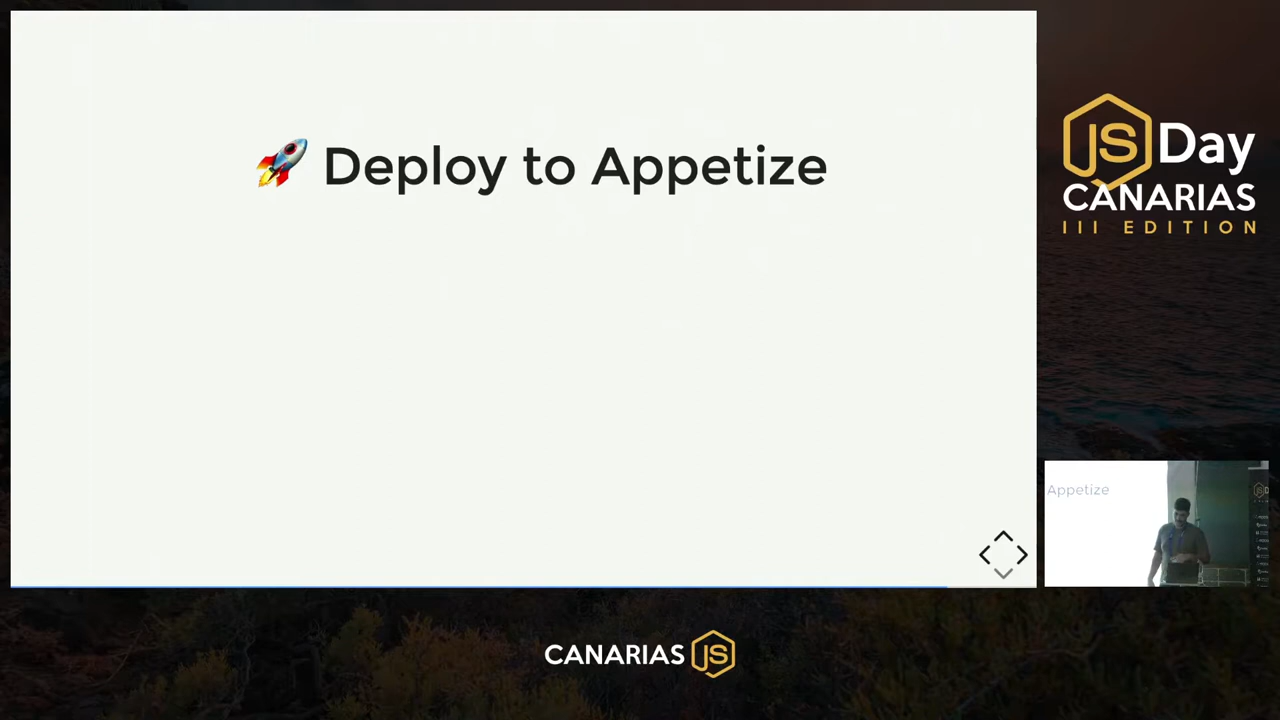 🚀 Deploy to Appetize
JS Day
CANARIAS
III EDITION
Appetize
CANARIAS JS